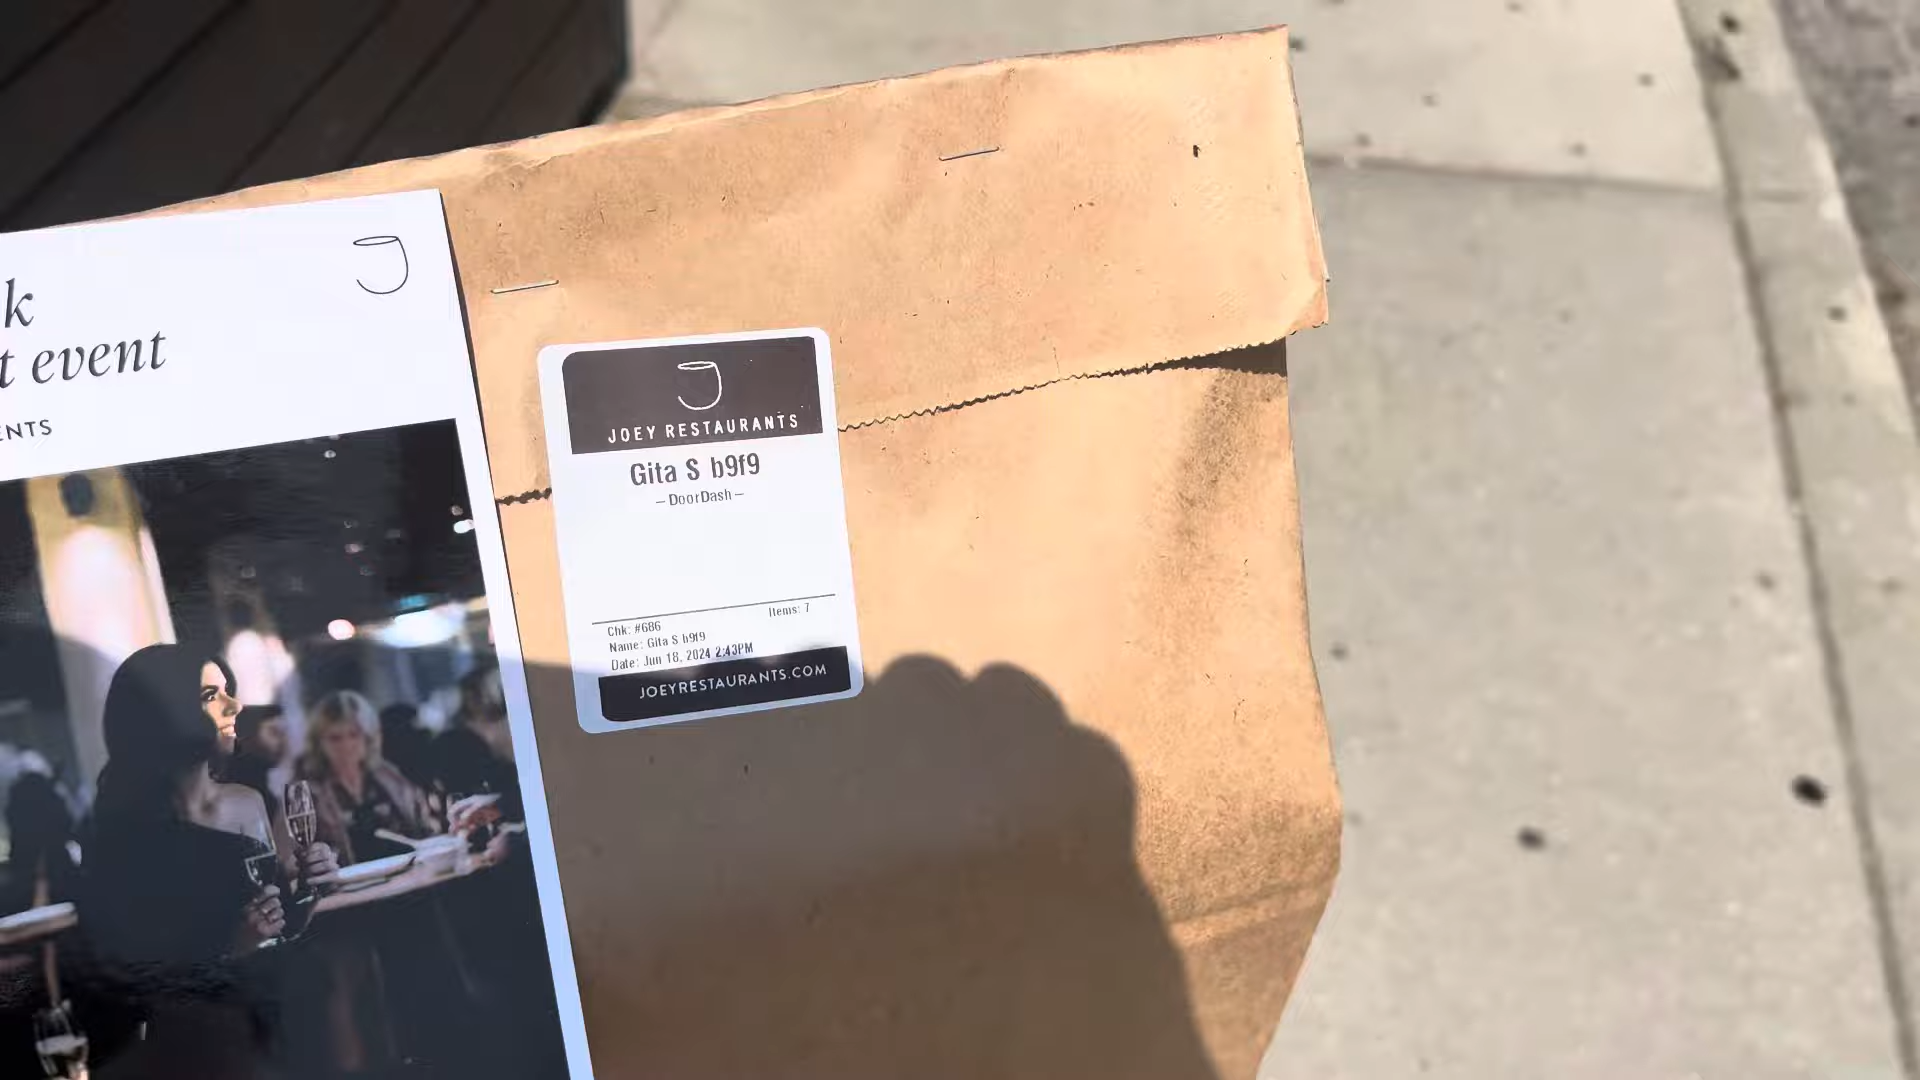 k
t event
ENTS
JOEY RESTAURANTS
Gita S b9f9
– DoorDash –
Items: 7
Chk: #686
Name: Gita S b9f9
Date: Jun 18, 2024 2:43PM
JOEYRESTAURANTS.COM